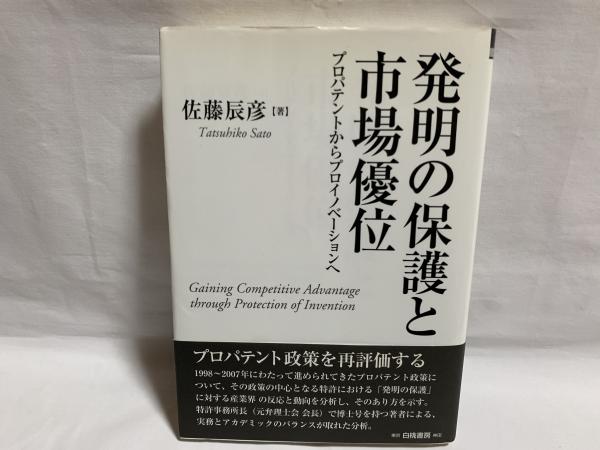 発明の保護と
市場優位
プロパテントからプロイノベーションへ
佐藤辰彦【著】
Tatsuhiko Sato
Gaining Competitive Advantage
through Protection of Invention
プロパテント政策を再評価する
1998～2007年にわたって進められてきたプロパテント政策に
ついて、その政策の中心となる特許における「発明の保護」
に対する産業界の反応と動向を分析し、そのあり方を示す。
特許事務所長（元弁理士会 会長）で博士号を持つ著者による、
実務とアカデミックのバランスが取れた分析。
東京 白桃書房 神田